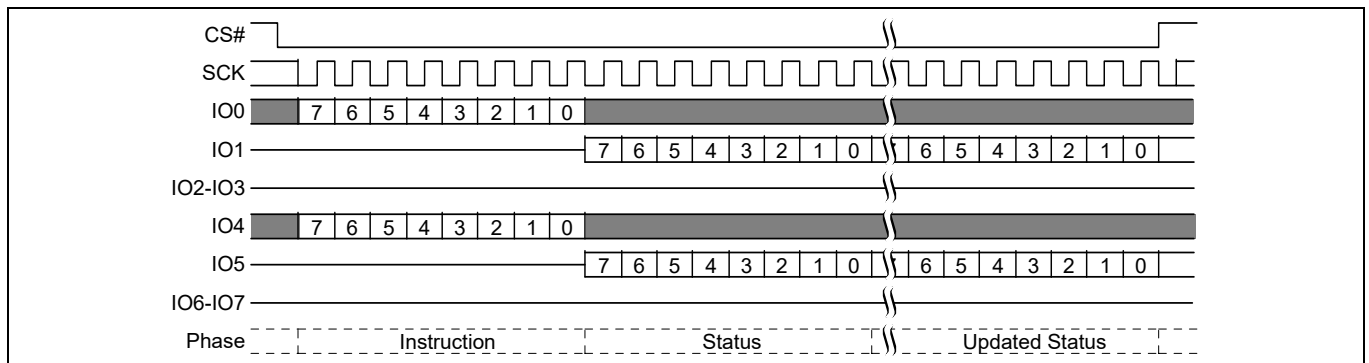 CS#
SCK
IO0 7 6 5 4 3 2 1 0
IO1 7 6 5 4 3 2 1 0 6 5 4 3 2 1 0
IO2-IO3
IO4 7 6 5 4 3 2 1 0
IO5 7 6 5 4 3 2 1 0 6 5 4 3 2 1 0
IO6-IO7
Phase Instruction Status Updated Status